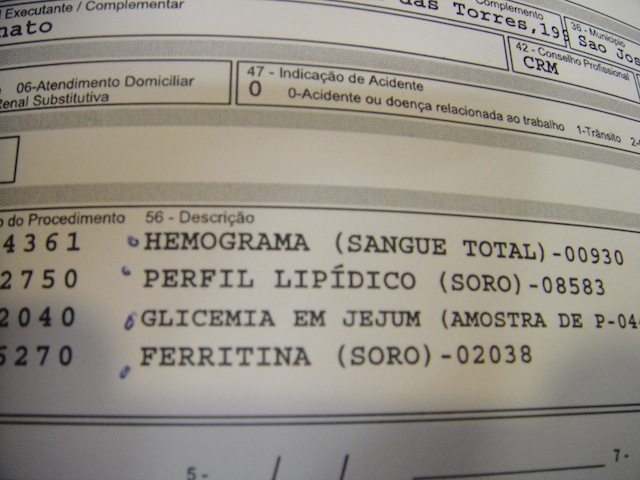 Executante / Complementar
nato
das Torres,19
Complemento
36 - Município
Sao Jos
42 - Conselho Profissional
CRM
06-Atendimento Domiciliar
Renal Substitutiva
47 - Indicação de Acidente
0 0-Acidente ou doença relacionada ao trabalho 1-Trânsito 2-
o do Procedimento 56 - Descrição
4361 HEMOGRAMA (SANGUE TOTAL)-00930
2750 PERFIL LIPÍDICO (SORO)-08583
2040 GLICEMIA EM JEJUM (AMOSTRA DE P-04
5270 FERRITINA (SORO)-02038
5 - / /
7 -